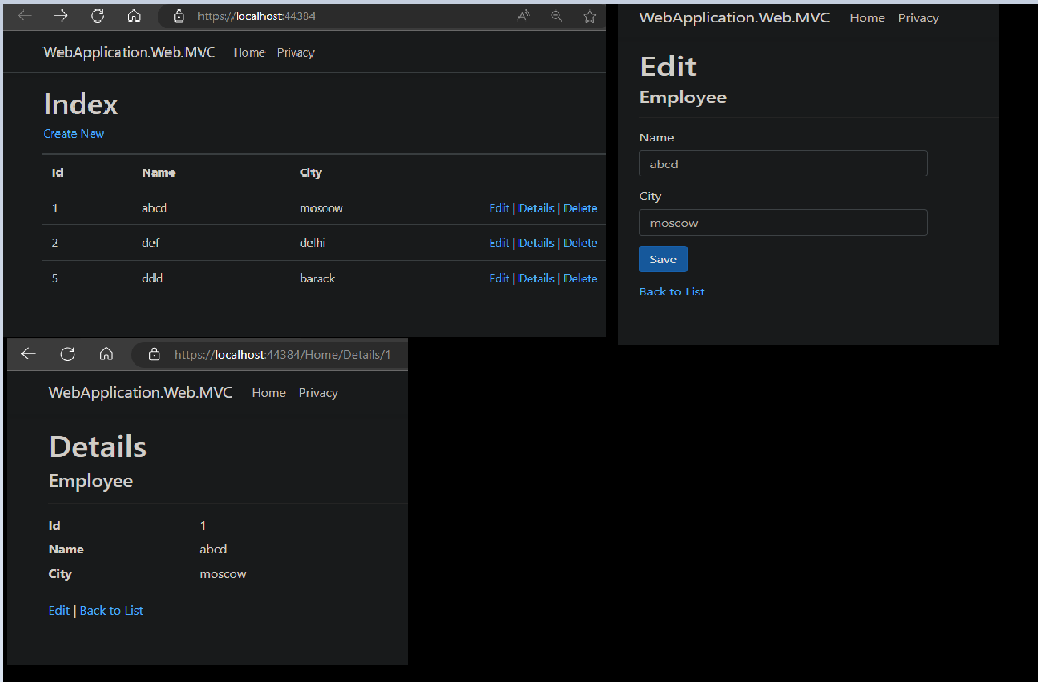 https://localhost:44384
WebApplication.Web.MVC Home Privacy
Index
Create New
Id Name City
1 abcd moscow Edit | Details | Delete
2 def delhi Edit | Details | Delete
5 ddd barack Edit | Details | Delete
WebApplication.Web.MVC Home Privacy
Edit
Employee
Name
abcd
City
moscow
Save
Back to List
https://localhost:44384/Home/Details/1
WebApplication.Web.MVC Home Privacy
Details
Employee
Id 1
Name abcd
City moscow
Edit | Back to List